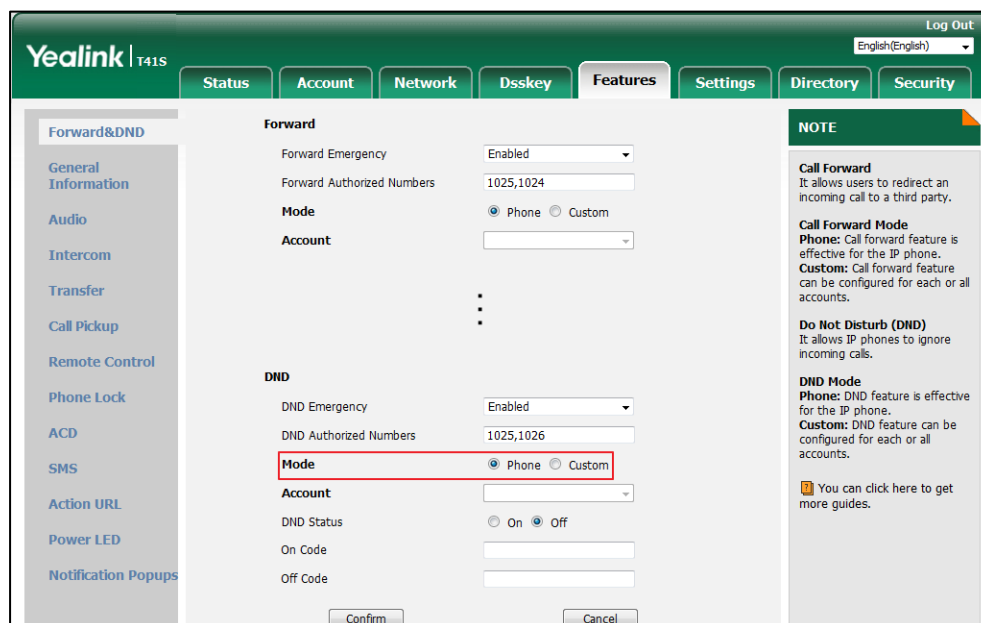 Log Out
Yealink T41S
English(English)
Status Account Network Dsskey Features Settings Directory Security
Forward&DND
General
Information
Audio
Intercom
Transfer
Call Pickup
Remote Control
Phone Lock
ACD
SMS
Action URL
Power LED
Notification Popups
Forward
Forward Emergency Enabled
Forward Authorized Numbers 1025,1024
Mode Phone Custom
Account
DND
DND Emergency Enabled
DND Authorized Numbers 1025,1026
Mode Phone Custom
Account
DND Status On Off
On Code
Off Code
Confirm Cancel
NOTE
Call Forward
It allows users to redirect an
incoming call to a third party.
Call Forward Mode
Phone: Call forward feature is
effective for the IP phone.
Custom: Call forward feature
can be configured for each or all
accounts.
Do Not Disturb (DND)
It allows IP phones to ignore
incoming calls.
DND Mode
Phone: DND feature is effective
for the IP phone.
Custom: DND feature can be
configured for each or all
accounts.
? You can click here to get
more guides.